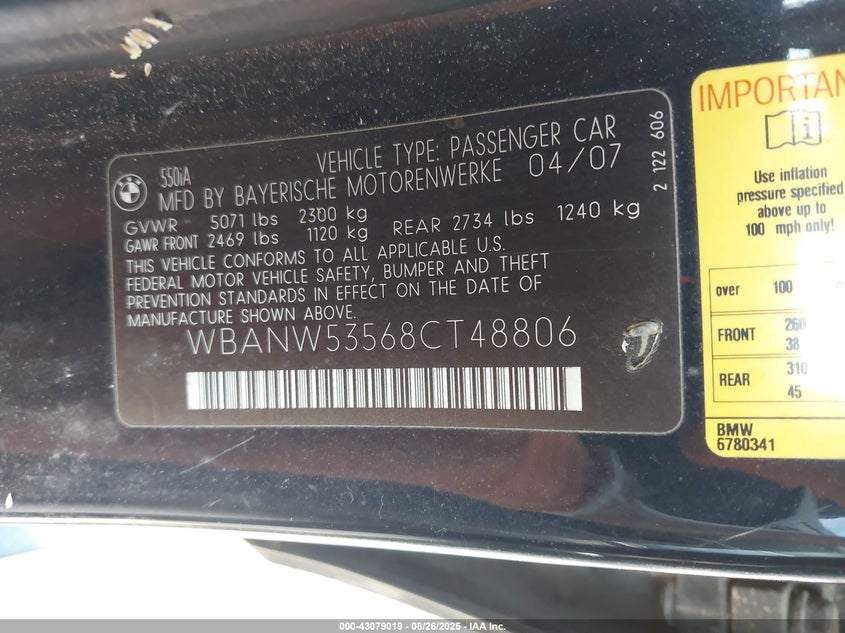 550iA
VEHICLE TYPE: PASSENGER CAR
MFD BY BAYERISCHE MOTORENWERKE 04/07
GVWR 5071 lbs 2300 kg
GAWR FRONT 2469 lbs 1120 kg REAR 2734 lbs 1240 kg
THIS VEHICLE CONFORMS TO ALL APPLICABLE U.S.
FEDERAL MOTOR VEHICLE SAFETY, BUMPER AND THEFT
PREVENTION STANDARDS IN EFFECT ON THE DATE OF
MANUFACTURE SHOWN ABOVE.
WBANW53568CT48806
2 122 606
IMPORTAN
Use inflation
pressure specified
above up to
100 mph only!
over 100
FRONT 260
38
REAR 310
45
BMW
6780341
000-43079019 - 08/26/2025 - IAA Inc.